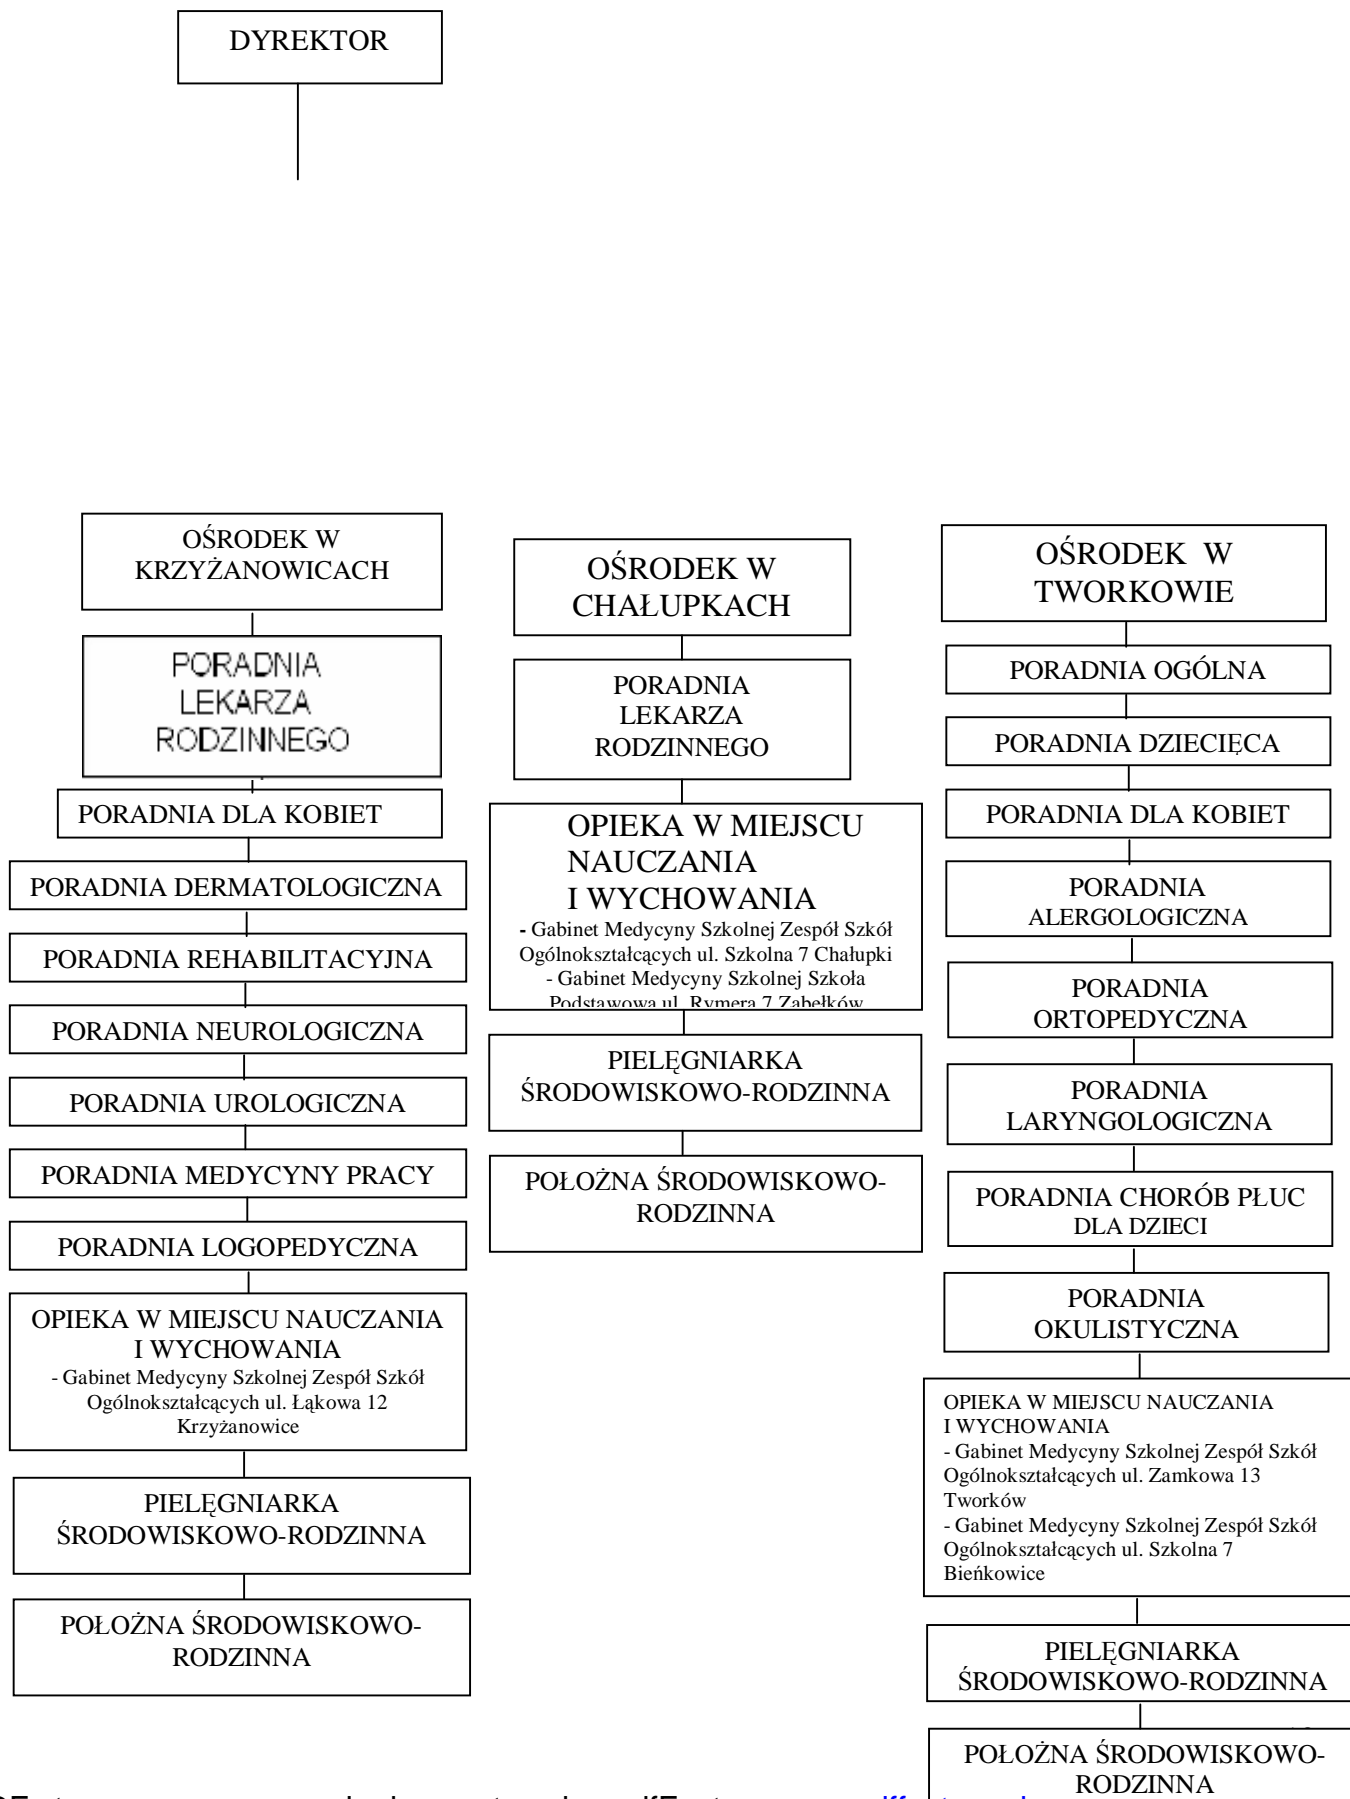 DYREKTOR
OŚRODEK W
KRZYŻANOWICACH
PORADNIA
LEKARZA
RODZINNEGO
PORADNIA DLA KOBIET
PORADNIA DERMATOLOGICZNA
PORADNIA REHABILITACYJNA
PORADNIA NEUROLOGICZNA
PORADNIA UROLOGICZNA
PORADNIA MEDYCYNY PRACY
PORADNIA LOGOPEDYCZNA
OPIEKA W MIEJSCU NAUCZANIA
I WYCHOWANIA
- Gabinet Medycyny Szkolnej Zespół Szkół
Ogólnokształcących ul. Łąkowa 12
Krzyżanowice
PIELĘGNIARKA
ŚRODOWISKOWO-RODZINNA
POŁOŻNA ŚRODOWISKOWO-
RODZINNA
OŚRODEK W
CHAŁUPKACH
PORADNIA
LEKARZA
RODZINNEGO
OPIEKA W MIEJSCU
NAUCZANIA
I WYCHOWANIA
- Gabinet Medycyny Szkolnej Zespół Szkół
Ogólnokształcących ul. Szkolna 7 Chałupki
- Gabinet Medycyny Szkolnej Szkoła
Podstawowa ul. Rymera 7 Zabełków
PIELĘGNIARKA
ŚRODOWISKOWO-RODZINNA
POŁOŻNA ŚRODOWISKOWO-
RODZINNA
OŚRODEK W
TWORKOWIE
PORADNIA OGÓLNA
PORADNIA DZIECIĘCA
PORADNIA DLA KOBIET
PORADNIA
ALERGOLOGICZNA
PORADNIA
ORTOPEDYCZNA
PORADNIA
LARYNGOLOGICZNA
PORADNIA CHORÓB PŁUC
DLA DZIECI
PORADNIA
OKULISTYCZNA
OPIEKA W MIEJSCU NAUCZANIA
I WYCHOWANIA
- Gabinet Medycyny Szkolnej Zespół Szkół
Ogólnokształcących ul. Zamkowa 13
Tworków
- Gabinet Medycyny Szkolnej Zespół Szkół
Ogólnokształcących ul. Szkolna 7
Bieńkowice
PIELĘGNIARKA
ŚRODOWISKOWO-RODZINNA
POŁOŻNA ŚRODOWISKOWO-
RODZINNA